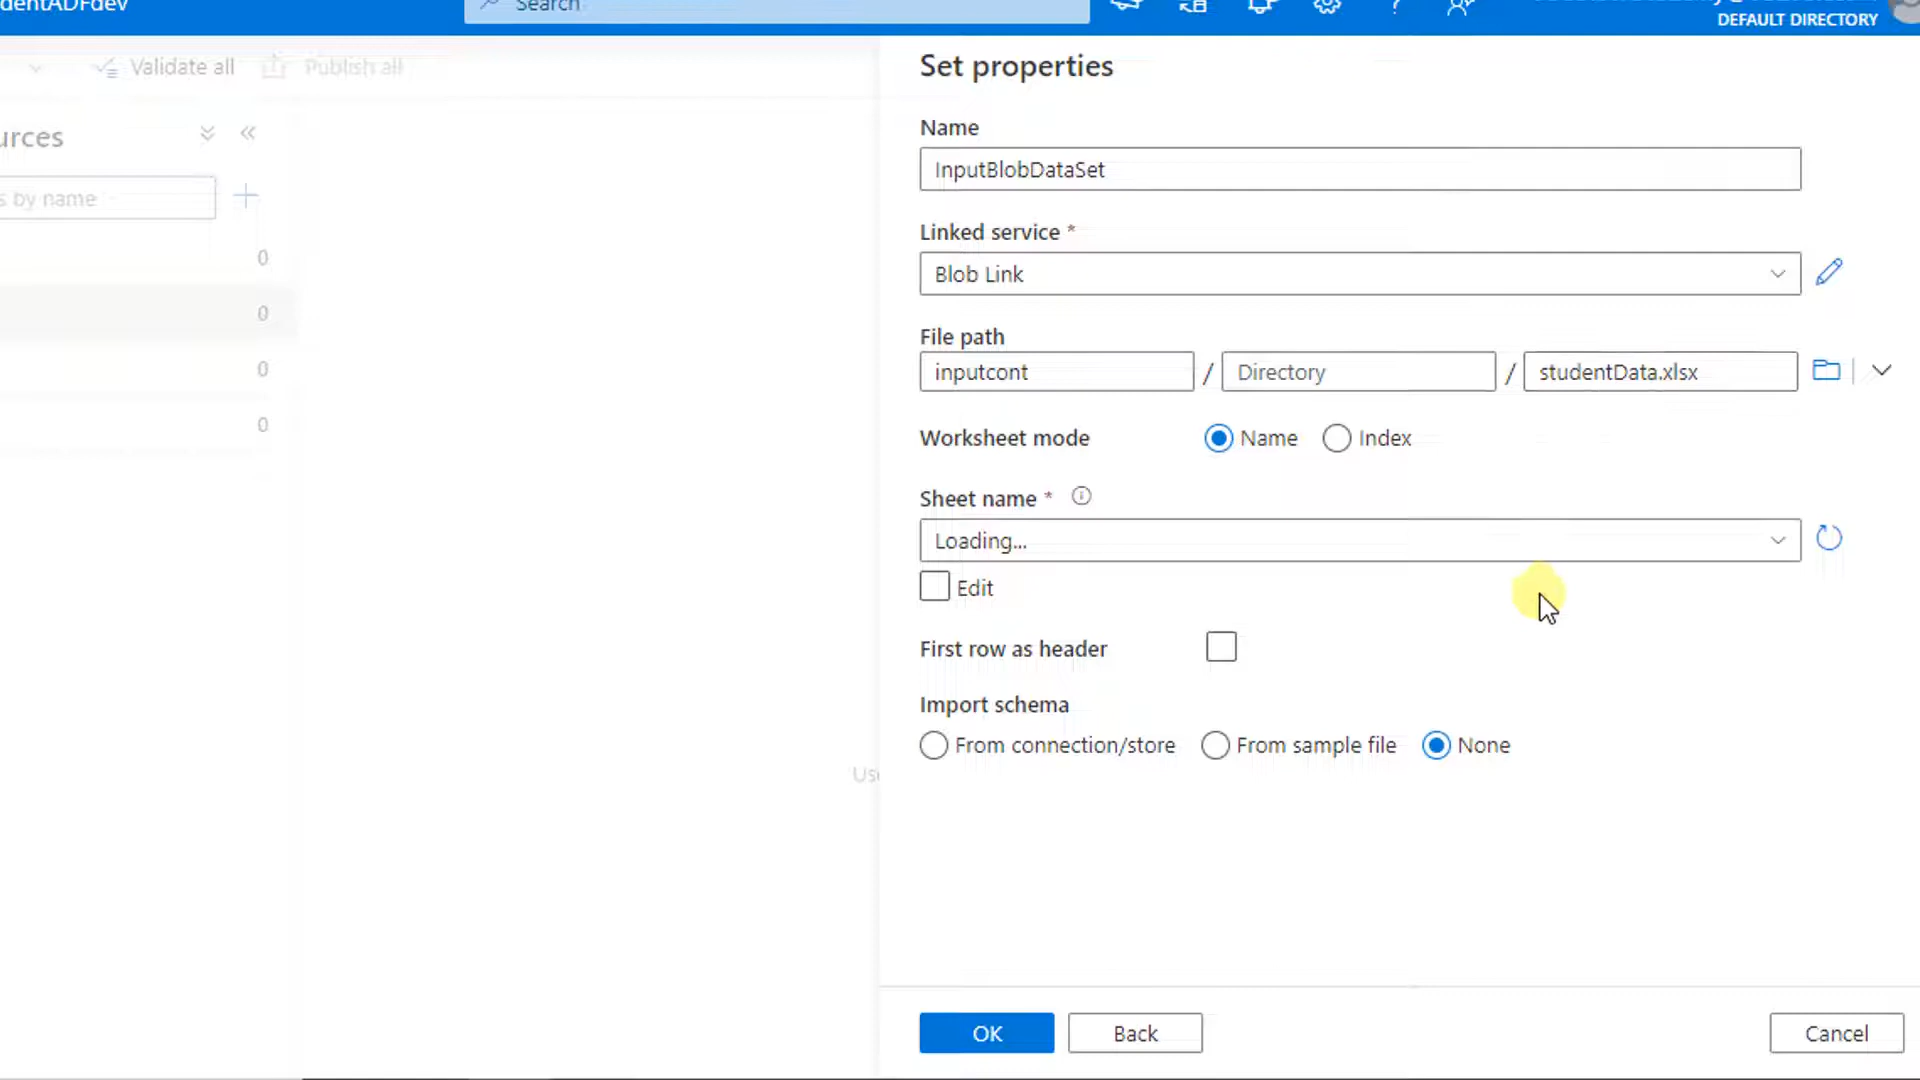 dentADFdev
Search
DEFAULT DIRECTORY
Validate all
Publish all
Set properties
urces
Name
InputBlobDataSet
s by name
Linked service *
0
Blob Link
0
File path
inputcont / Directory / studentData.xlsx
0
0
Worksheet mode
Name
Index
Sheet name *
Loading...
Edit
First row as header
Import schema
From connection/store
From sample file
None
Use
OK
Back
Cancel